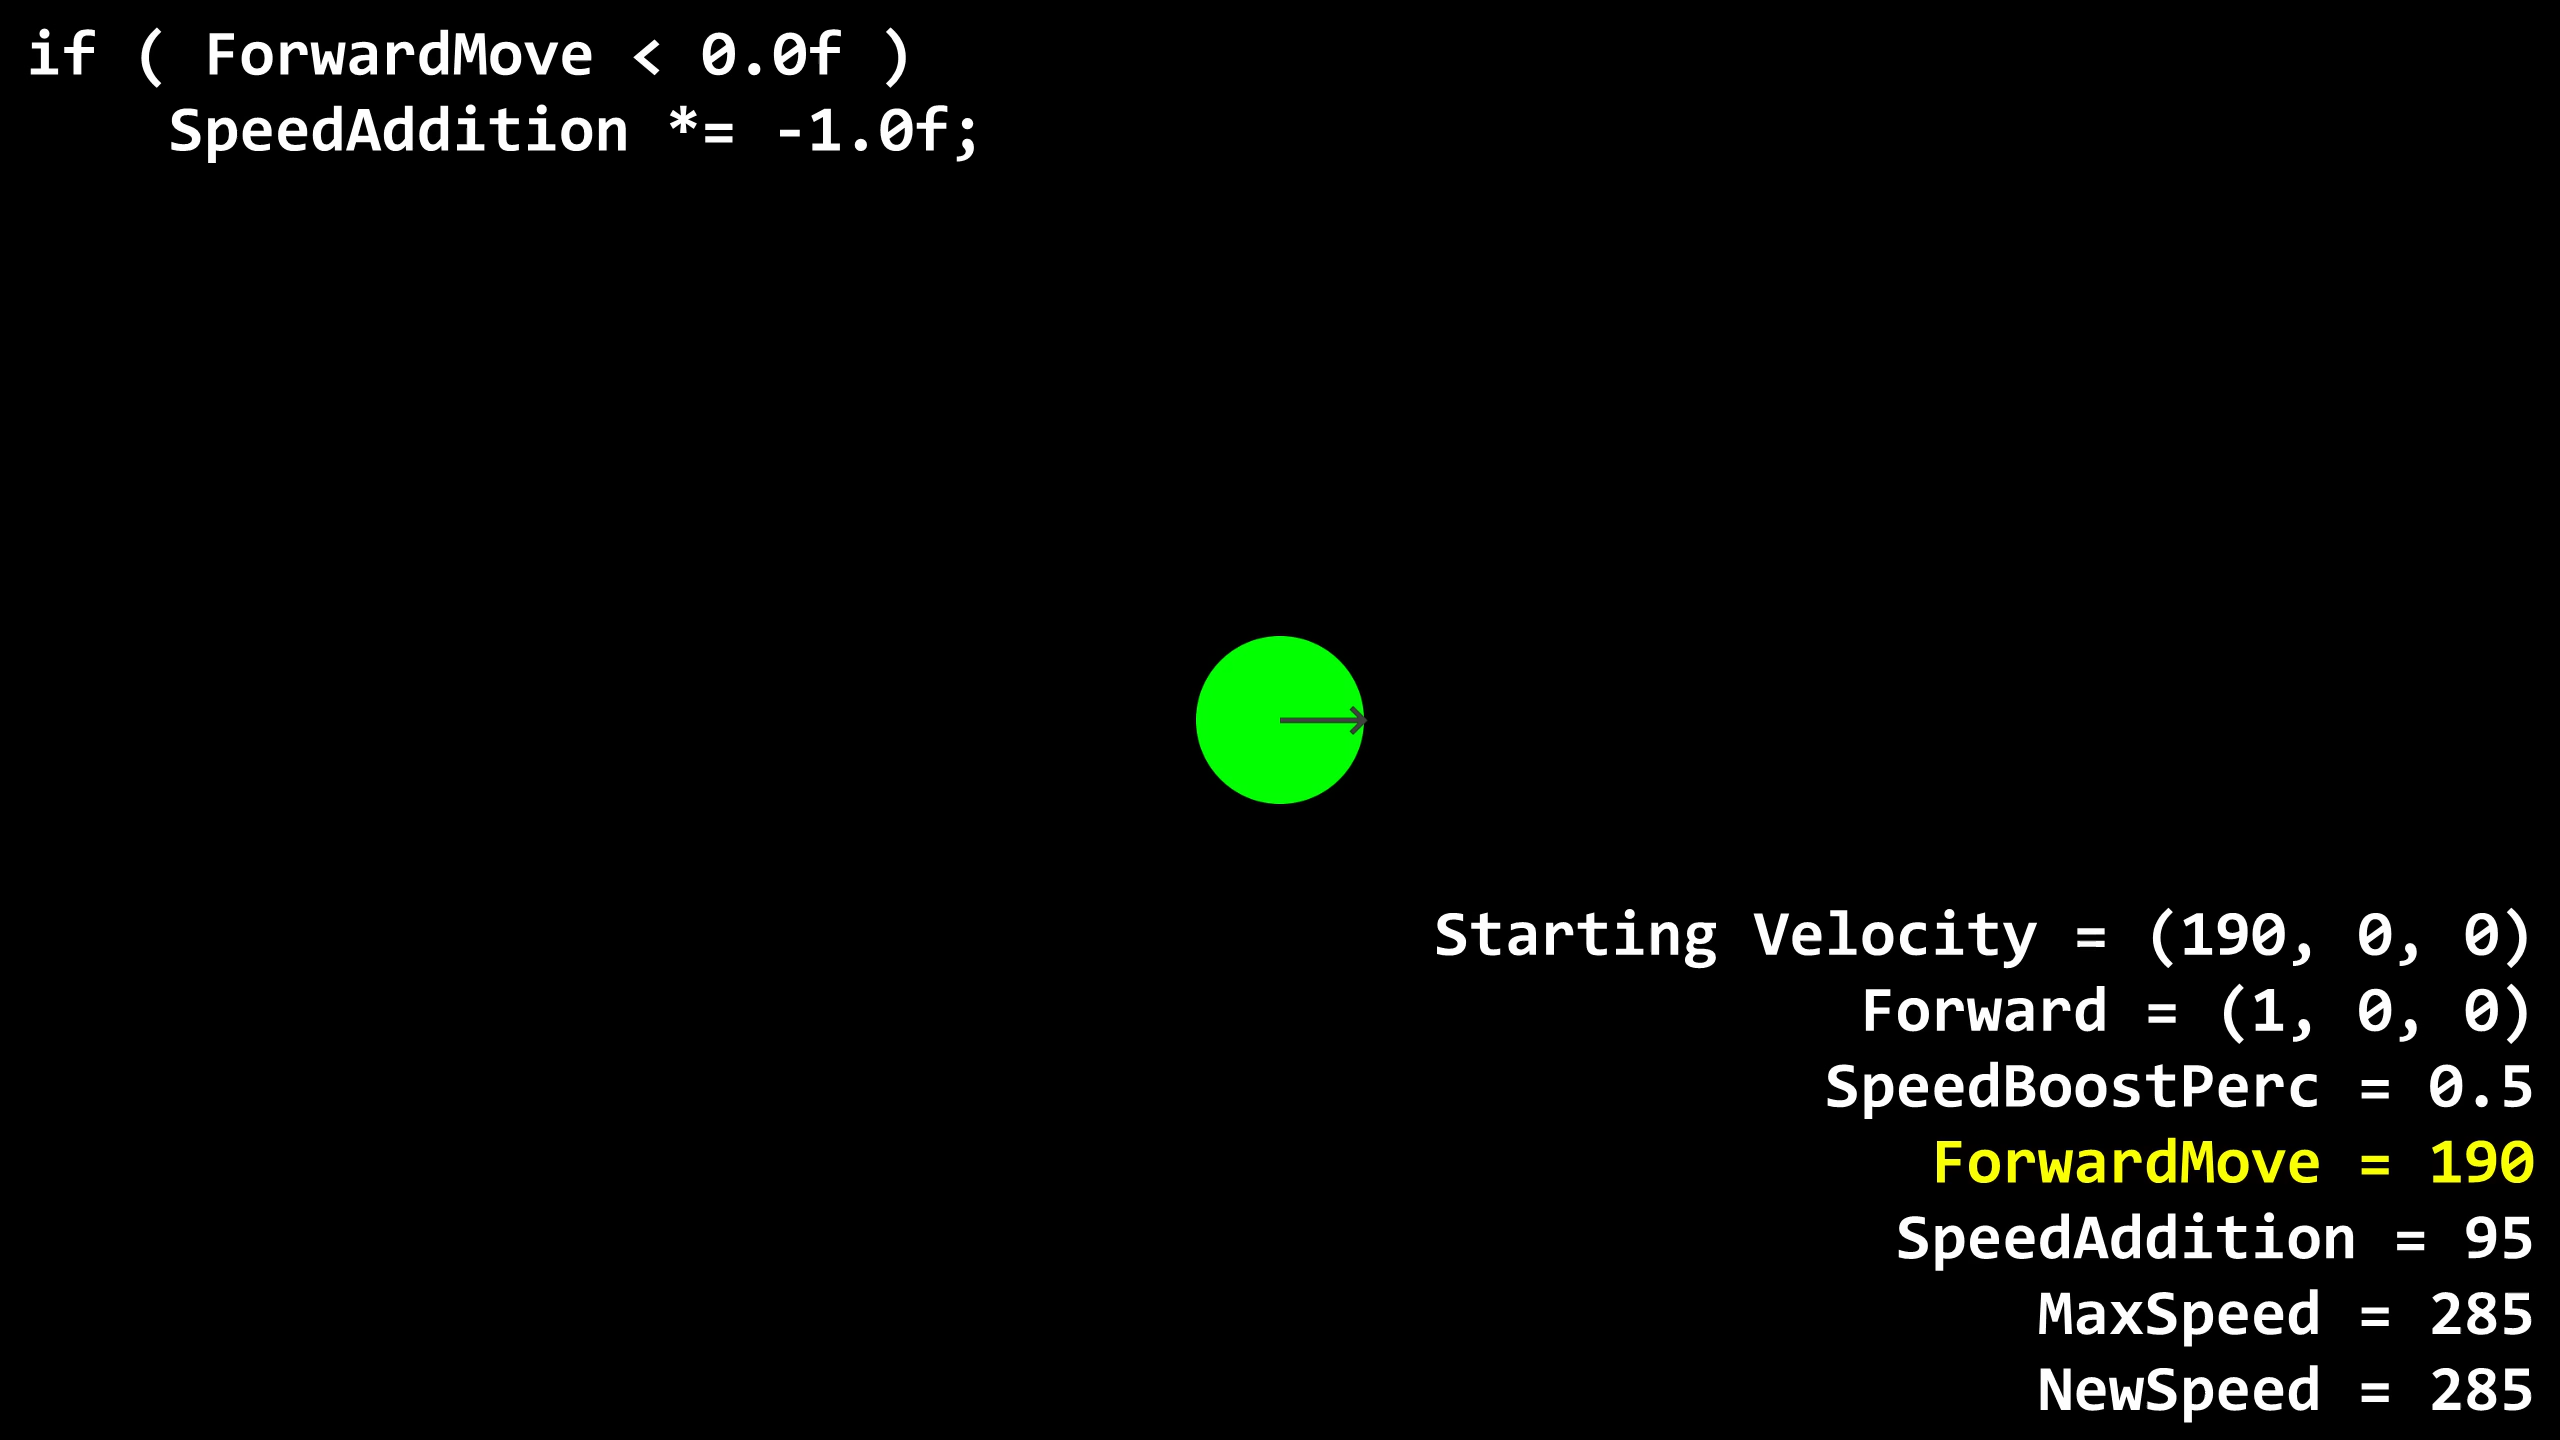 if ( ForwardMove < 0.0f )
    SpeedAddition *= -1.0f;
Starting Velocity = (190, 0, 0)
Forward = (1, 0, 0)
SpeedBoostPerc = 0.5
ForwardMove = 190
SpeedAddition = 95
MaxSpeed = 285
NewSpeed = 285